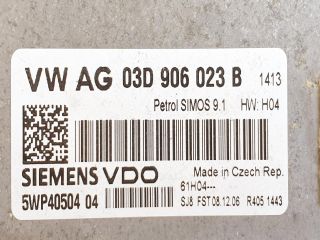 VW AG 03D 906 023 B 1413
Petrol SIMOS 9.1 HW: H04
SIEMENS VDO
Made in Czech Rep.
61H04---
5WP40504 04
SJ8 FST 08.12.06 R405 1443